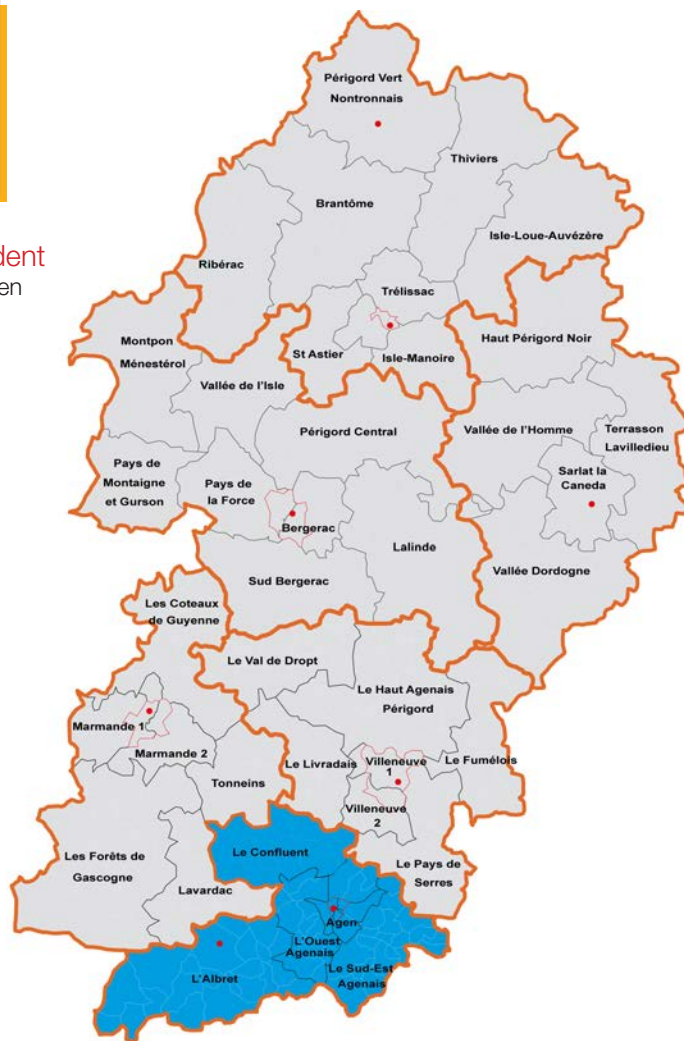 Périgord Vert
Nontronnais
Thiviers
Brantôme
Isle-Loue-Auvézère
dent
en
Ribérac
Trélissac
Montpon
Ménestérol
St Astier
Isle-Manoire
Haut Périgord Noir
Vallée de l'Isle
Périgord Central
Vallée de l'Homme
Terrasson
Lavilledieu
Pays de
Montaigne
et Gurson
Pays de
la Force
Sarlat la
Caneda
Bergerac
Lalinde
Vallée Dordogne
Sud Bergerac
Les Coteaux
de Guyenne
Le Val de Dropt
Le Haut Agenais
Périgord
Marmande 1
Marmande 2
Le Livradais
Villeneuve
1
Le Fumélois
Tonneins
Villeneuve
2
Le Confluent
Les Forêts de
Gascogne
Lavardac
Le Pays de
Serres
Agen
L'Ouest
Agenais
L'Albret
Le Sud-Est
Agenais